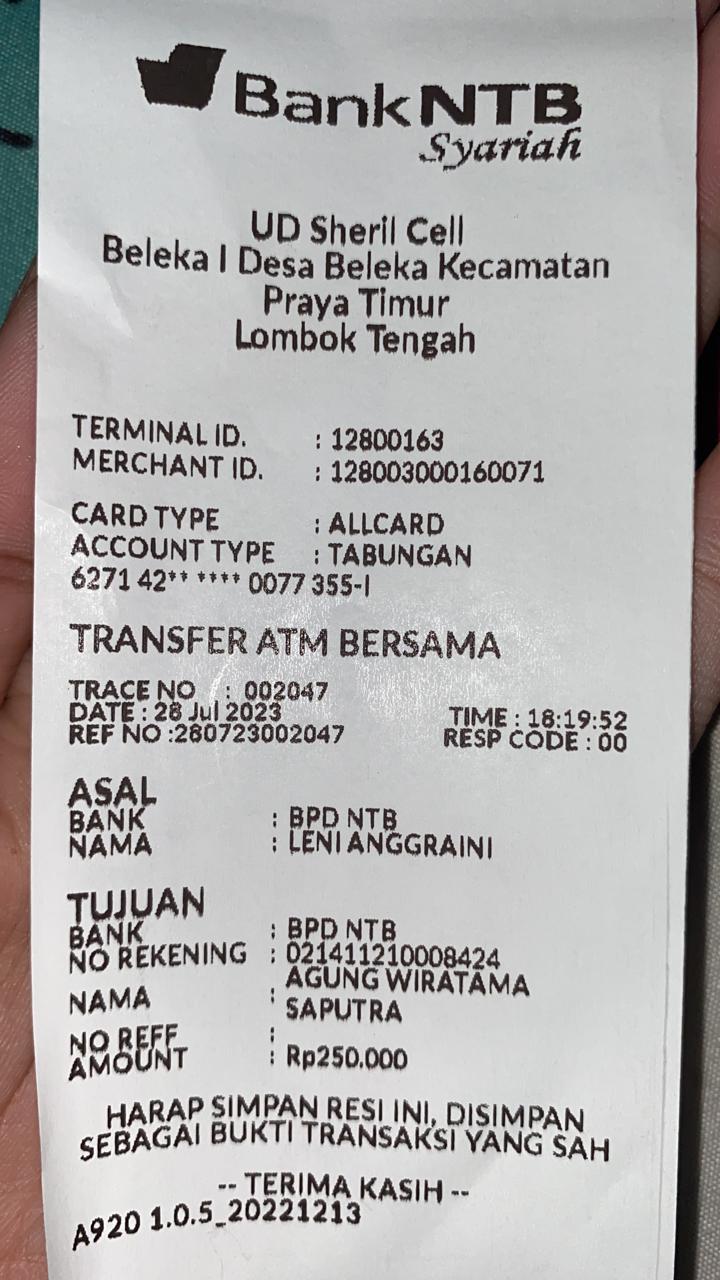 BankNTB
Syariah
UD Sheril Cell
Beleka I Desa Beleka Kecamatan
Praya Timur
Lombok Tengah
TERMINAL ID. : 12800163
MERCHANT ID. : 128003000160071
CARD TYPE : ALLCARD
ACCOUNT TYPE : TABUNGAN
6271 42** **** 0077 355-I
TRANSFER ATM BERSAMA
TRACE NO : 002047
DATE : 28 Jul 2023 TIME : 18:19:52
REF NO :280723002047 RESP CODE : 00
ASAL
BANK : BPD NTB
NAMA : LENI ANGGRAINI
TUJUAN
BANK : BPD NTB
NO REKENING : 021411210008424
NAMA : AGUNG WIRATAMA
SAPUTRA
NO REFF :
AMOUNT : Rp250.000
HARAP SIMPAN RESI INI, DISIMPAN
SEBAGAI BUKTI TRANSAKSI YANG SAH
-- TERIMA KASIH --
A920 1.0.5_20221213